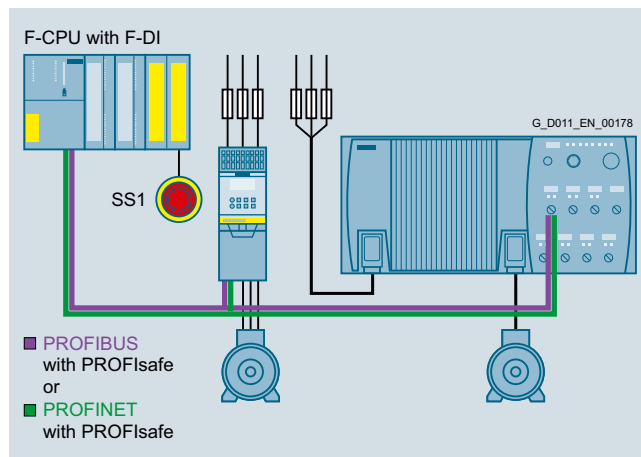 F-CPU with F-DI
G_D011_EN_00178
SS1
PROFIBUS
with PROFIsafe
or
PROFINET
with PROFIsafe